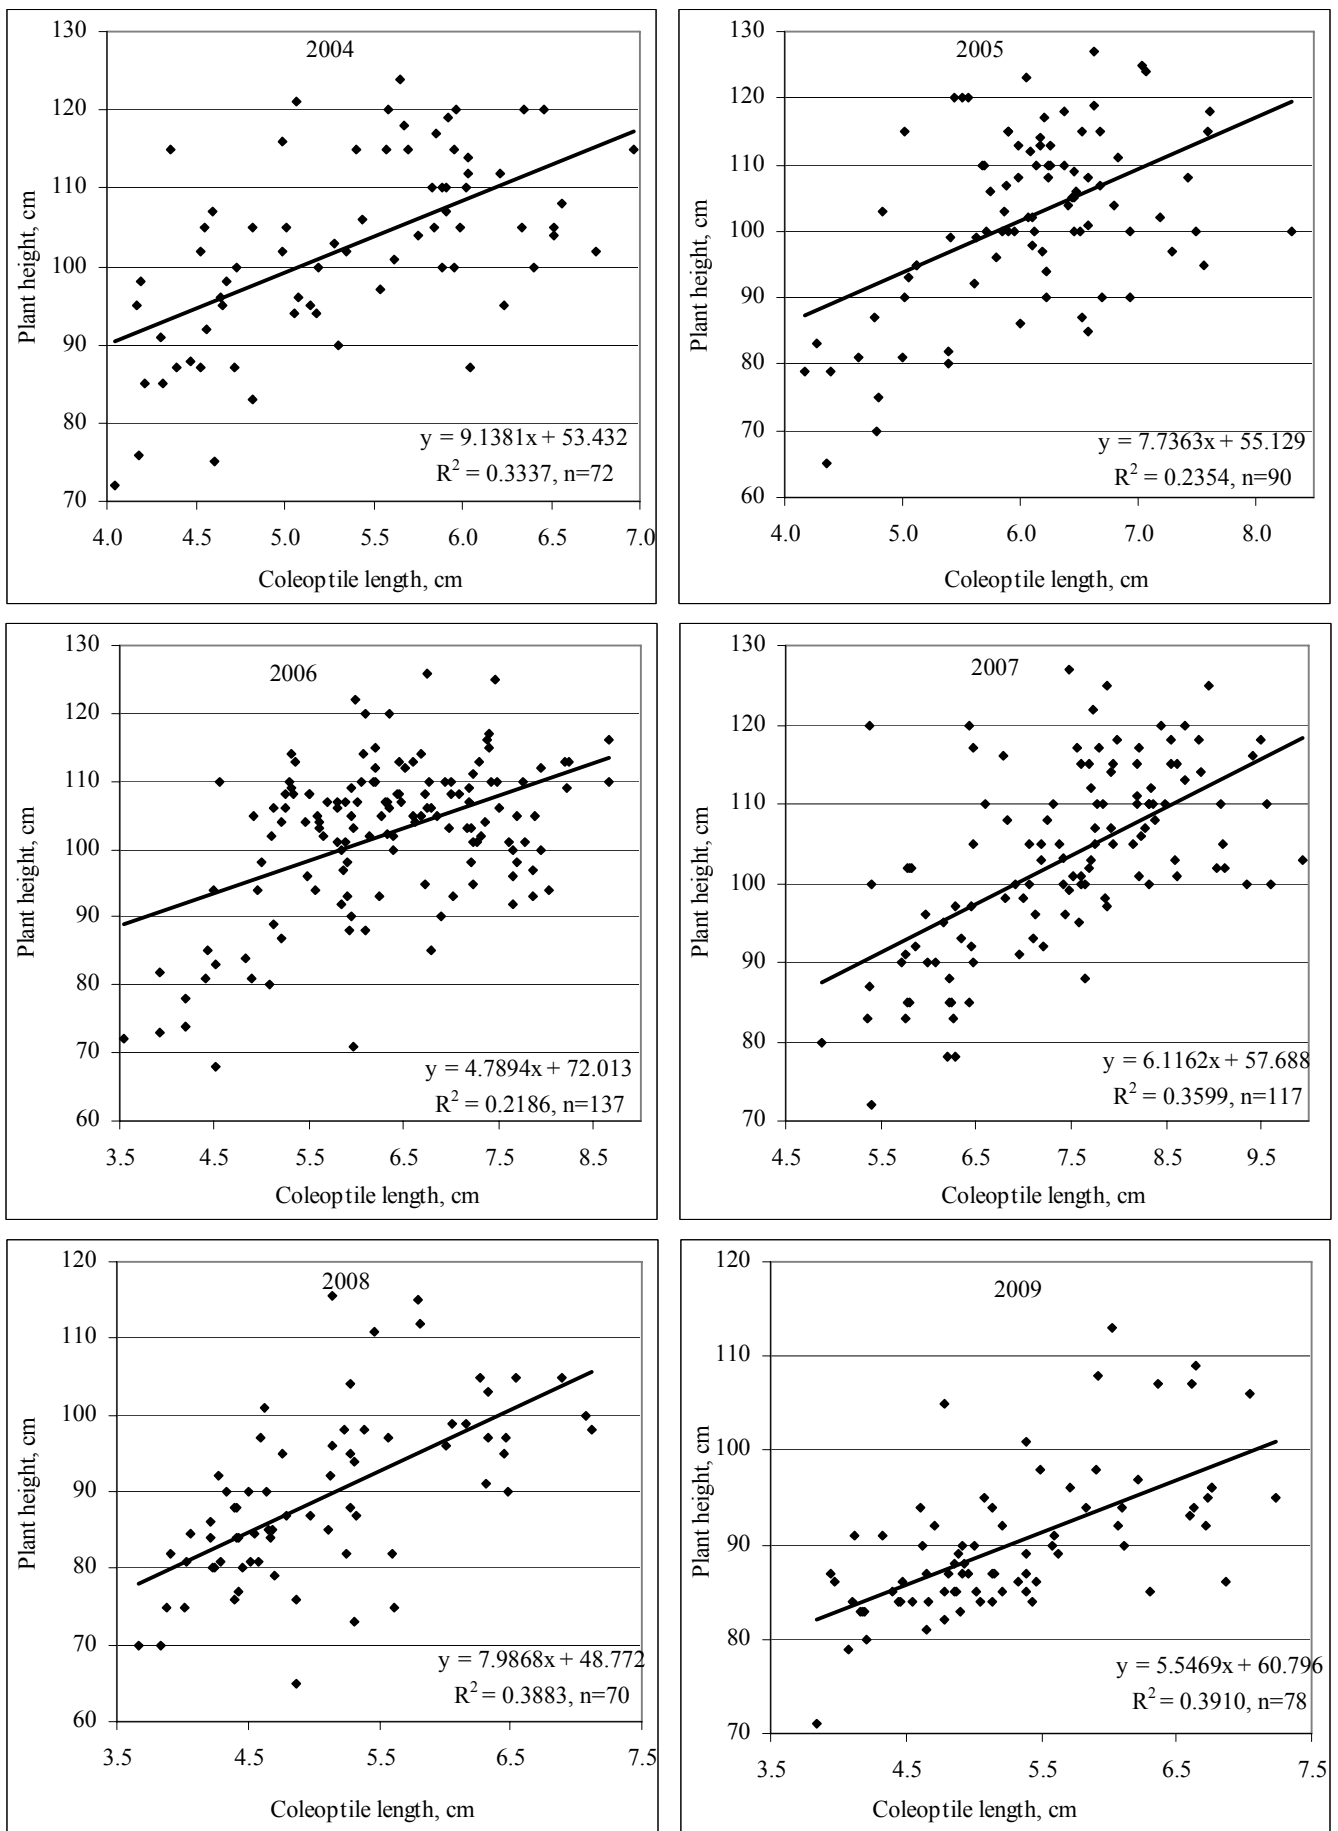 2004
Plant height, cm
130
120
110
100
90
80
70
y = 9.1381x + 53.432
R² = 0.3337, n=72
4.0 4.5 5.0 5.5 6.0 6.5 7.0
Coleoptile length, cm
2005
Plant height, cm
130
120
110
100
90
80
70
60
y = 7.7363x + 55.129
R² = 0.2354, n=90
4.0 5.0 6.0 7.0 8.0
Coleoptile length, cm
2006
Plant height, cm
130
120
110
100
90
80
70
60
y = 4.7894x + 72.013
R² = 0.2186, n=137
3.5 4.5 5.5 6.5 7.5 8.5
Coleoptile length, cm
2007
Plant height, cm
130
120
110
100
90
80
70
y = 6.1162x + 57.688
R² = 0.3599, n=117
4.5 5.5 6.5 7.5 8.5 9.5
Coleoptile length, cm
2008
Plant height, cm
120
110
100
90
80
70
60
y = 7.9868x + 48.772
R² = 0.3883, n=70
3.5 4.5 5.5 6.5 7.5
Coleoptile length, cm
2009
Plant height, cm
120
110
100
90
80
70
y = 5.5469x + 60.796
R² = 0.3910, n=78
3.5 4.5 5.5 6.5 7.5
Coleoptile length, cm